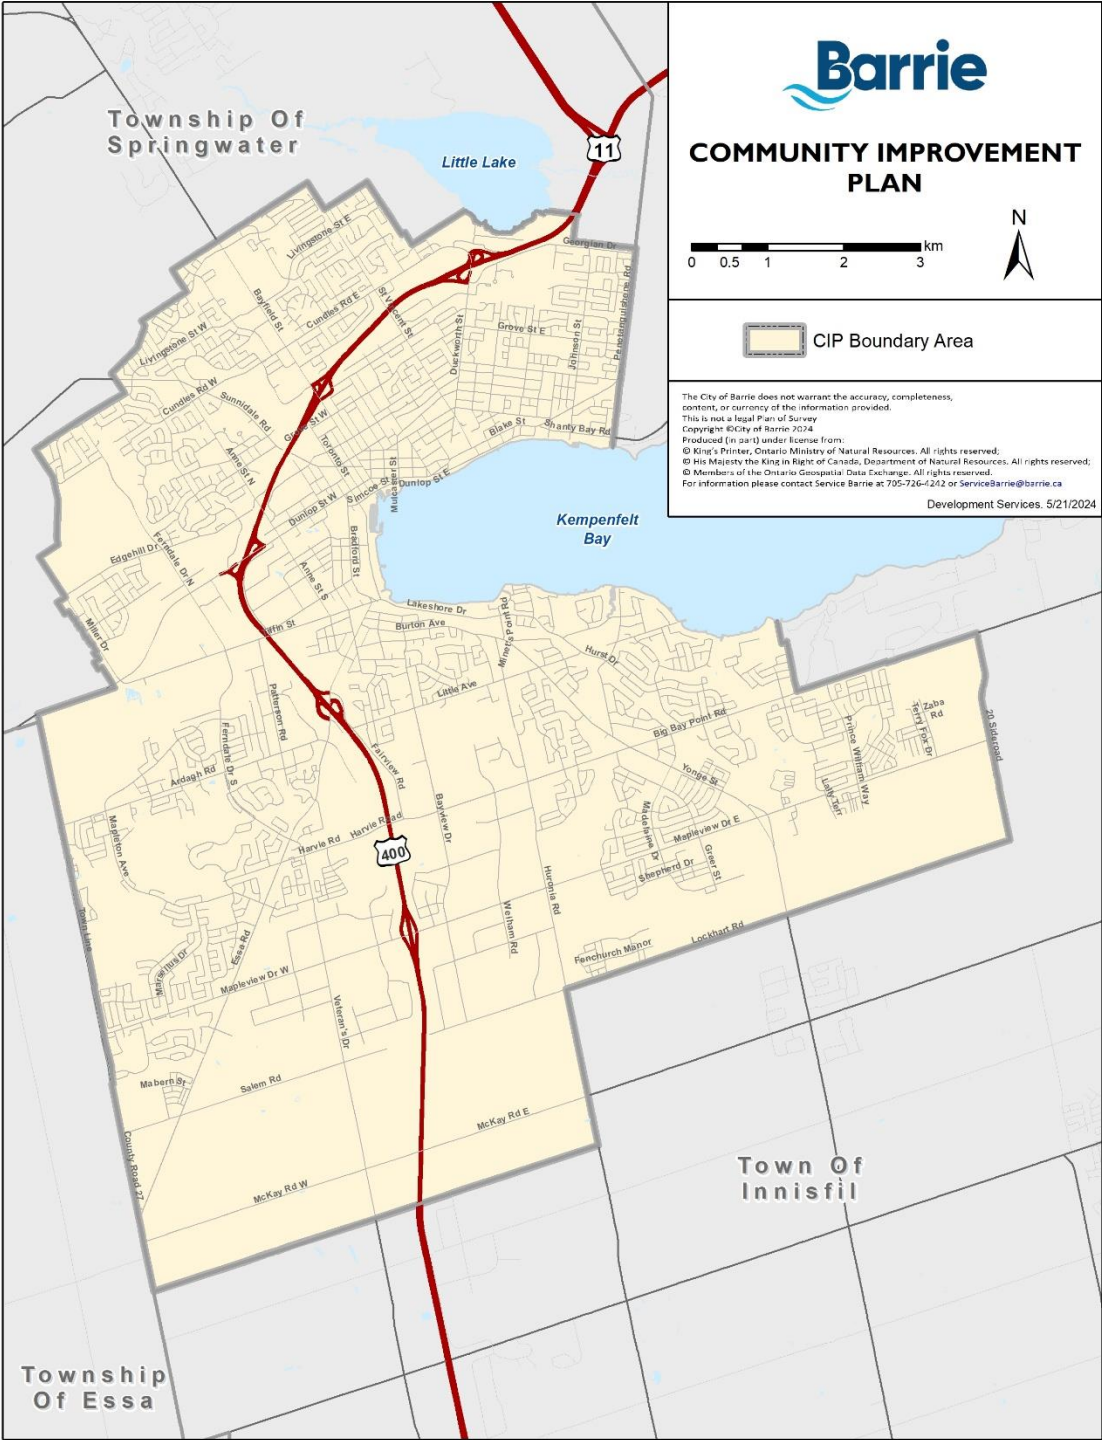 Barrie
COMMUNITY IMPROVEMENT
PLAN
N
km
0 0.5 1 2 3
CIP Boundary Area
The City of Barrie does not warrant the accuracy, completeness,
content, or currency of the information provided.
This is not a legal Plan of Survey
Copyright ©City of Barrie 2024
Produced (in part) under license from:
© King's Printer, Ontario Ministry of Natural Resources. All rights reserved;
© His Majesty the King in Right of Canada, Department of Natural Resources. All rights reserved;
© Members of the Ontario Geospatial Data Exchange. All rights reserved.
For information please contact Service Barrie at 705-726-4242 or ServiceBarrie@barrie.ca
Development Services. 5/21/2024
Township Of
Springwater
Little Lake
11
Livingstone St E
Georgian Dr
Penetanguishene Rd
Bayfield St
Cundles Rd E
St Vincent St
Duckworth St
Grove St E
Johnson St
Livingstone St W
Cundles Rd W
Sunnidale Rd
Grove St W
Toronto St
Blake St
Shanty Bay Rd
Anne St N
Mulcaster St
Simcoe St
Dunlop St E
Dunlop St W
Bradford St
Kempenfelt
Bay
Edgehill Dr
Ferndale Dr N
Anne St S
Lakeshore Dr
Miller Dr
Tiffin St
Burton Ave
Minet's Point Rd
Hurst Dr
Little Ave
Patterson Rd
Ferndale Dr S
Big Bay Point Rd
Prince William Way
Terry Fox Dr
Zaba
Rd
20 Sideroad
Fairview Rd
Ardagh Rd
Yonge St
Lally Terr
Bayview Dr
Madelaine Dr
Mapleview Dr E
Mapleton Ave
Harvie Rd
Harvie Road
400
Shepherd Dr
Greer St
Huronia Rd
Welham Rd
Town Line
Essa Rd
Marsellus Dr
Lockhart Rd
Fenchurch Manor
Mapleview Dr W
Veteran's Dr
Mabern St
Salem Rd
McKay Rd E
County Road 27
McKay Rd W
Town Of
Innisfil
Township
Of Essa